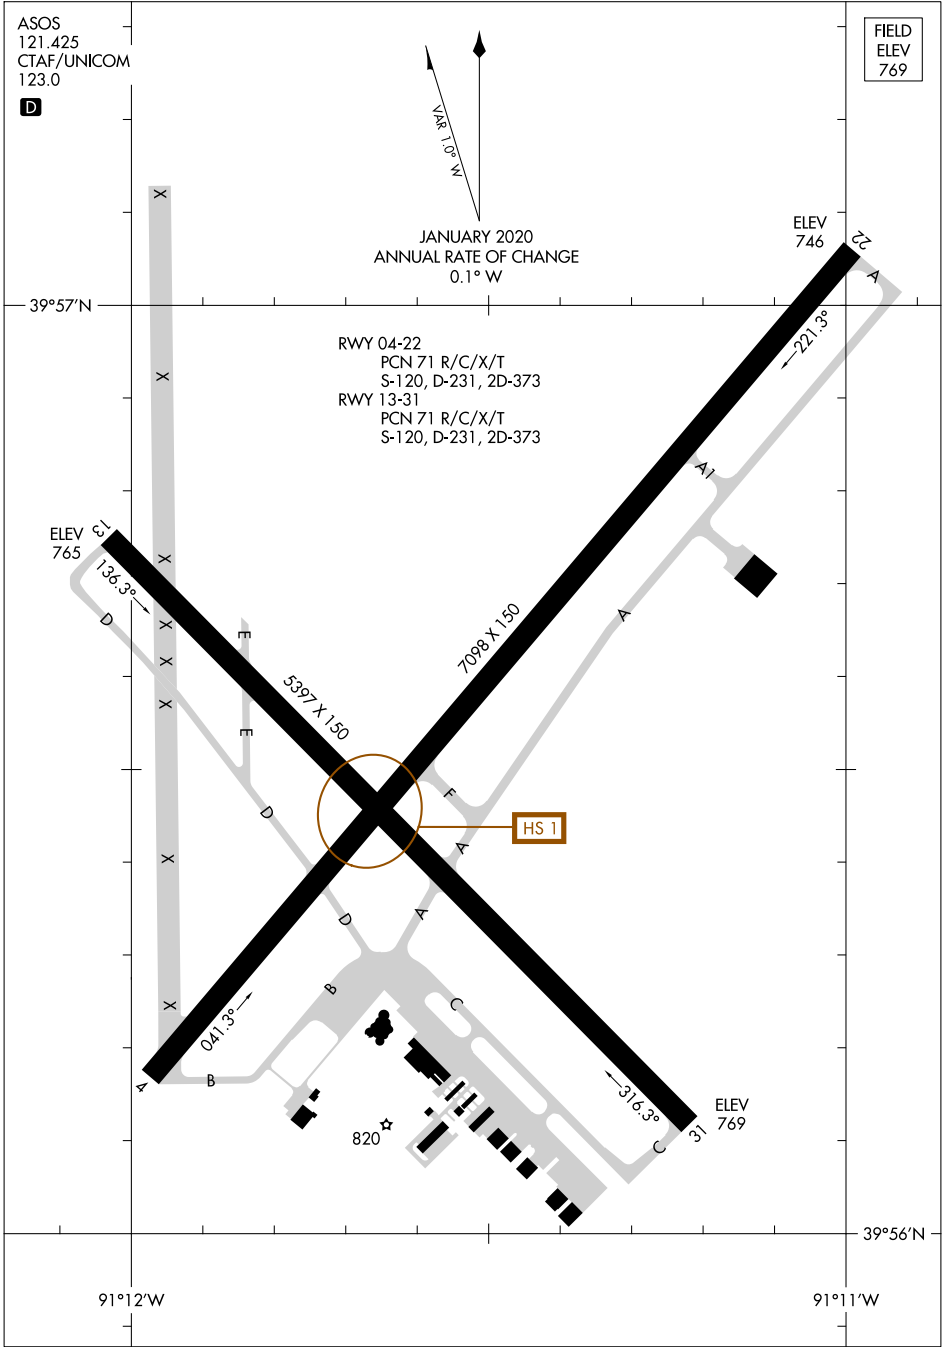 ASOS
121.425
CTAF/UNICOM
123.0
D
FIELD
ELEV
769
VAR 1.0° W
JANUARY 2020
ANNUAL RATE OF CHANGE
0.1° W
ELEV
746
22
A
39°57'N
221.3°
RWY 04-22
PCN 71 R/C/X/T
S-120, D-231, 2D-373
RWY 13-31
PCN 71 R/C/X/T
S-120, D-231, 2D-373
X
X
A1
ELEV
765
13
136.3°
X
D
X
E
A
7098 X 150
X
5397 X 150
X
E
F
D
HS 1
A
X
D
A
B
C
X
041.3°
4
B
316.3°
ELEV
769
31
820
C
39°56'N
91°12'W
91°11'W